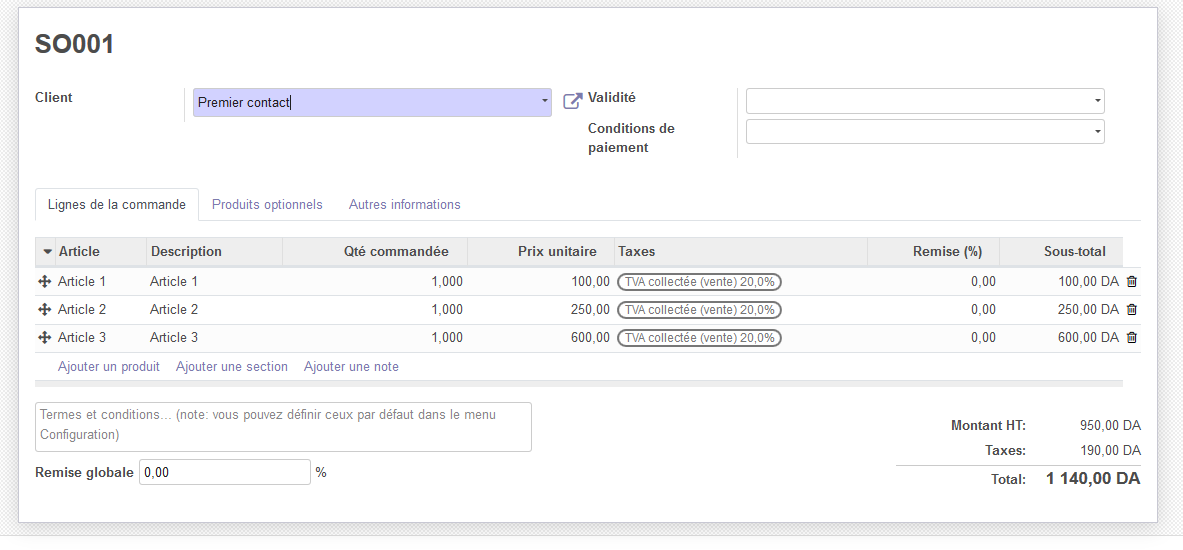 SO001
Client
Premier contact
Validité
Conditions de
paiement
Lignes de la commande Produits optionnels Autres informations
Article Description Qté commandée Prix unitaire Taxes Remise (%) Sous-total
Article 1 Article 1 1,000 100,00 TVA collectée (vente) 20,0% 0,00 100,00 DA
Article 2 Article 2 1,000 250,00 TVA collectée (vente) 20,0% 0,00 250,00 DA
Article 3 Article 3 1,000 600,00 TVA collectée (vente) 20,0% 0,00 600,00 DA
Ajouter un produit Ajouter une section Ajouter une note
Termes et conditions... (note: vous pouvez définir ceux par défaut dans le menu
Configuration)
Remise globale 0,00 %
Montant HT: 950,00 DA
Taxes: 190,00 DA
Total: 1 140,00 DA